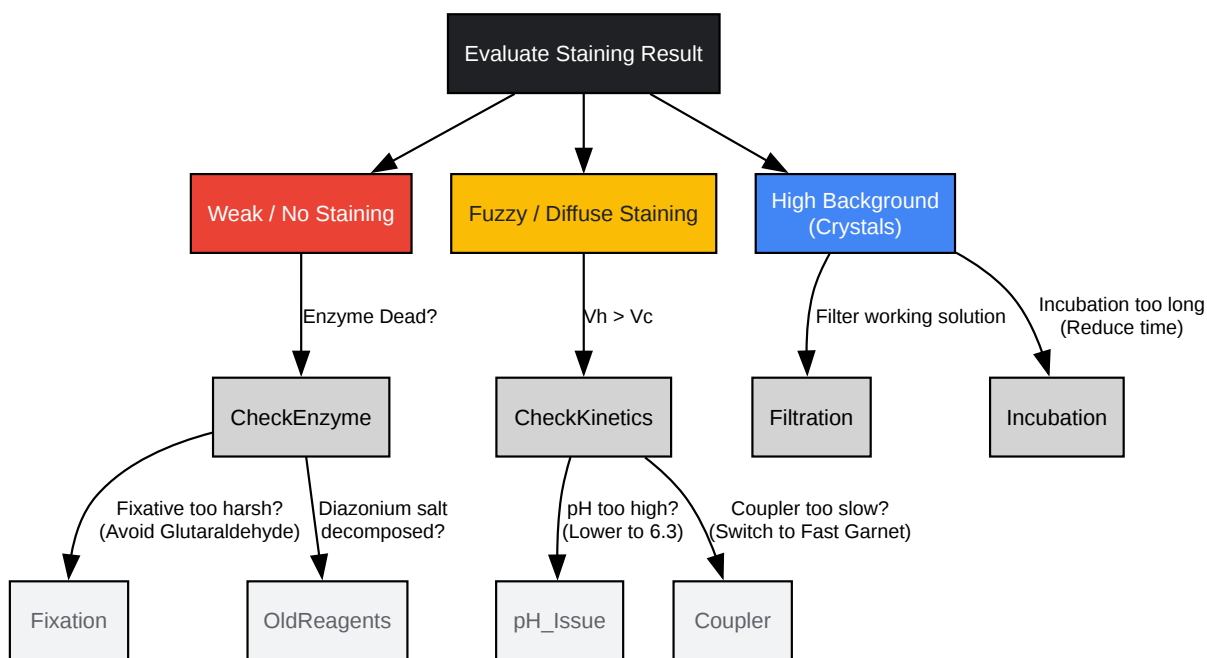 Evaluate Staining Result
Weak / No Staining
Fuzzy / Diffuse Staining
High Background
(Crystals)
Enzyme Dead?
Vh > Vc
Filter working solution
Incubation too long
(Reduce time)
CheckEnzyme
CheckKinetics
Filtration
Incubation
Fixative too harsh?
(Avoid Glutaraldehyde)
Diazonium salt
decomposed?
pH too high?
(Lower to 6.3)
Coupler too slow?
(Switch to Fast Garnet)
Fixation
OldReagents
pH_Issue
Coupler